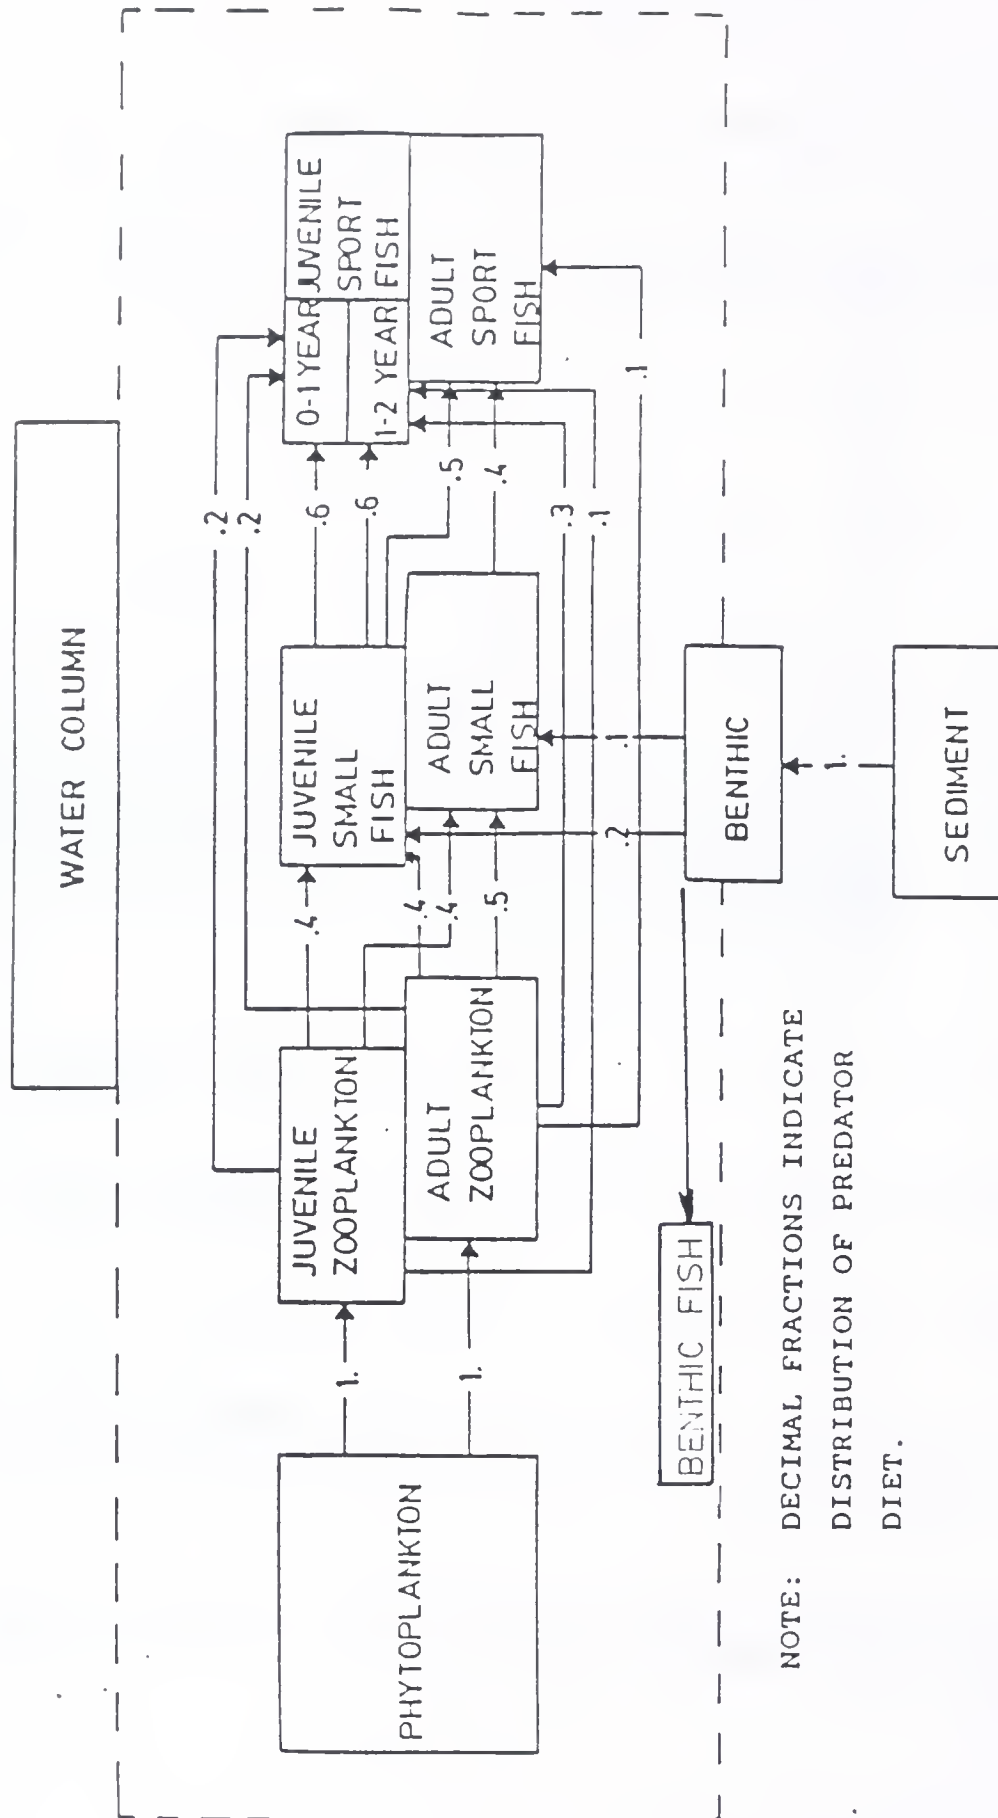 WATER COLUMN
.2
.2
0-1 YEAR
JUVENILE
SPORT
FISH
1-2 YEAR
ADULT
SPORT
FISH
.6
.6
.5
.4
.3
.1
.1
JUVENILE
SMALL
FISH
ADULT
SMALL
FISH
.4
.4
.4
.5
.2
JUVENILE
ZOOPLANKTON
ADULT
ZOOPLANKTON
1.
1.
PHYTOPLANKTON
BENTHIC
1.
SEDIMENT
BENTHIC FISH
NOTE: DECIMAL FRACTIONS INDICATE
DISTRIBUTION OF PREDATOR
DIET.